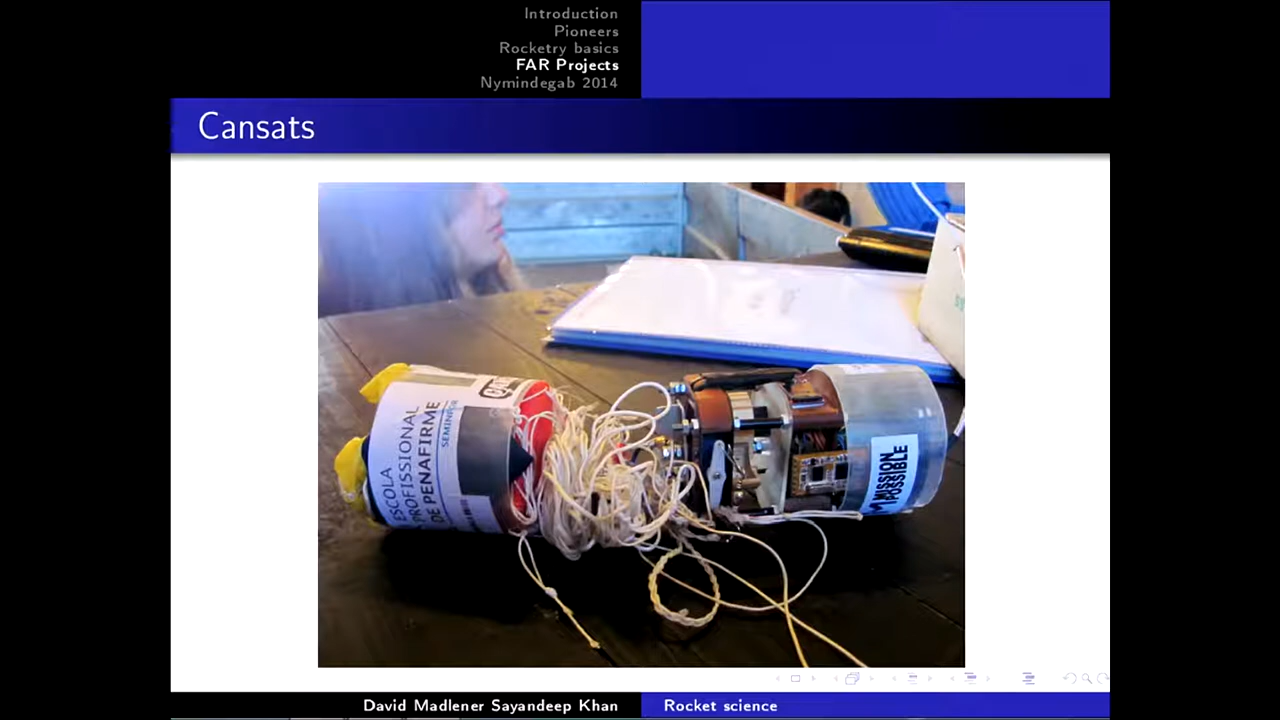 Introduction
Pioneers
Rocketry basics
FAR Projects
Nymindegab 2014
Cansats
ESCOLA
PROFISSIONAL
DE PENAFIRME
MISSION
POSSIBLE
David Madlener Sayandeep Khan
Rocket science